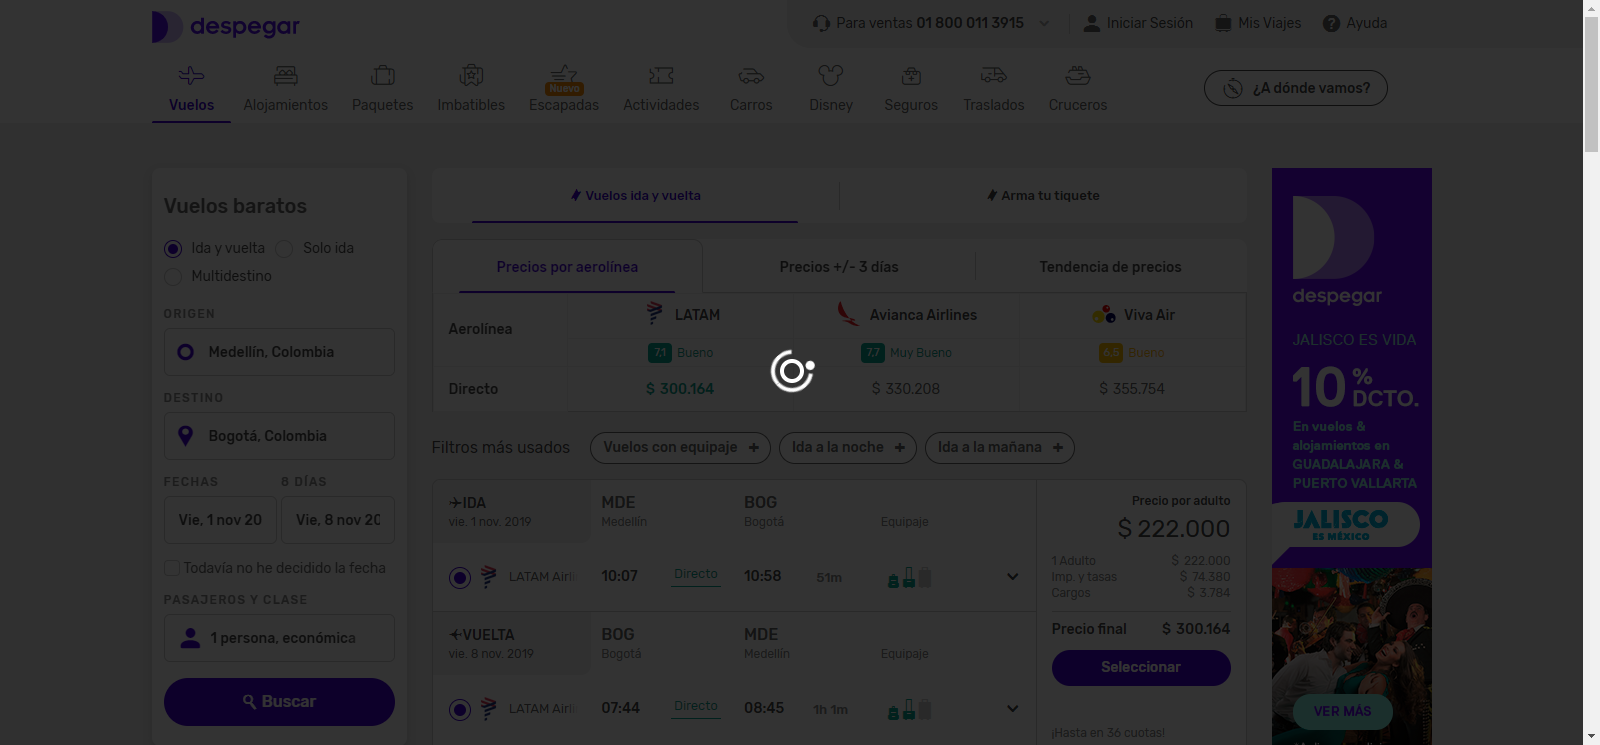 despegar
Para ventas 01 800 011 3915
Iniciar Sesión
Mis Viajes
Ayuda
Vuelos
Alojamientos
Paquetes
Imbatibles
Nuevo
Escapadas
Actividades
Carros
Disney
Seguros
Traslados
Cruceros
¿A dónde vamos?
Vuelos baratos
Ida y vuelta
Solo ida
Multidestino
ORIGEN
Medellín, Colombia
DESTINO
Bogotá, Colombia
FECHAS
8 DÍAS
Vie, 1 nov 20
Vie, 8 nov 20
Todavía no he decidido la fecha
PASAJEROS Y CLASE
1 persona, económica
Buscar
Vuelos ida y vuelta
Arma tu tiquete
Precios por aerolínea
Precios +/- 3 días
Tendencia de precios
Aerolínea
LATAM
Avianca Airlines
Viva Air
7,1 Bueno
7,7 Muy Bueno
6.5 Bueno
Directo
$ 300.164
$ 330.208
$ 355.754
Filtros más usados
Vuelos con equipaje +
Ida a la noche +
Ida a la mañana +
IDA
MDE
BOG
vie. 1 nov. 2019
Medellín
Bogotá
Equipaje
LATAM Airli
10:07
Directo
10:58
51m
VUELTA
BOG
MDE
vie. 8 nov. 2019
Bogotá
Medellín
Equipaje
LATAM Airli
07:44
Directo
08:45
1h 1m
Precio por adulto
$ 222.000
1 Adulto $ 222.000
Imp. y tasas $ 74.380
Cargos $ 3.784
Precio final $ 300.164
Seleccionar
¡Hasta en 36 cuotas!
despegar
JALISCO ES VIDA
10 %
DCTO.
En vuelos &
alojamientos en
GUADALAJARA &
PUERTO VALLARTA
JALISCO
ES MÉXICO
VER MÁS